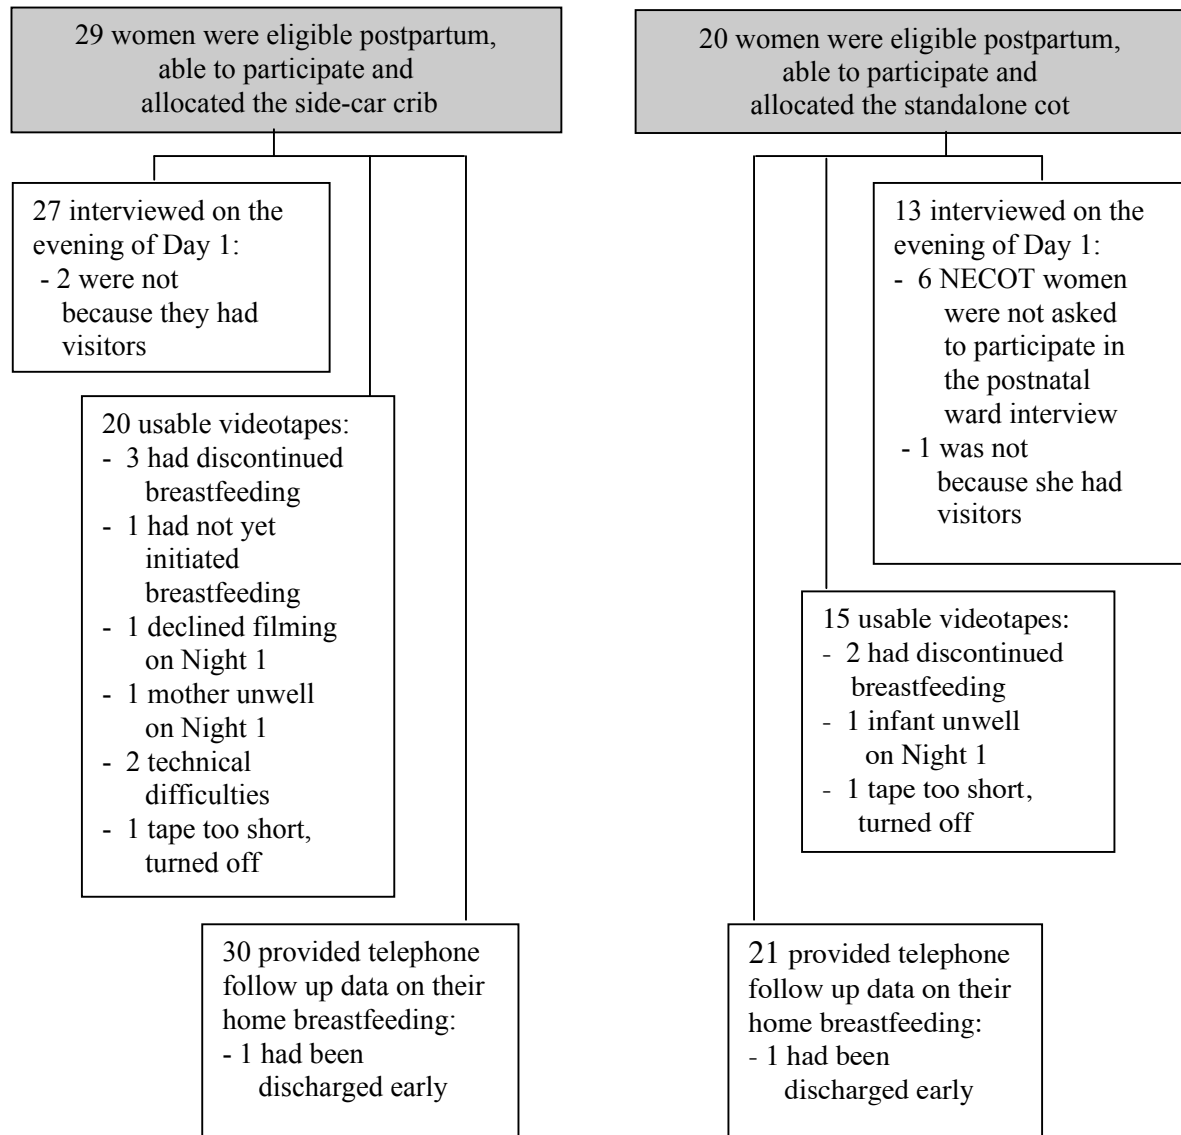 29 women were eligible postpartum,
able to participate and
allocated the side-car crib
27 interviewed on the
evening of Day 1:
- 2 were not
because they had
visitors
20 usable videotapes:
- 3 had discontinued
breastfeeding
- 1 had not yet
initiated
breastfeeding
- 1 declined filming
on Night 1
- 1 mother unwell
on Night 1
- 2 technical
difficulties
- 1 tape too short,
turned off
30 provided telephone
follow up data on their
home breastfeeding:
- 1 had been
discharged early
20 women were eligible postpartum,
able to participate and
allocated the standalone cot
13 interviewed on the
evening of Day 1:
- 6 NECOT women
were not asked
to participate in
the postnatal
ward interview
- 1 was not
because she had
visitors
15 usable videotapes:
- 2 had discontinued
breastfeeding
- 1 infant unwell
on Night 1
- 1 tape too short,
turned off
21 provided telephone
follow up data on their
home breastfeeding:
- 1 had been
discharged early